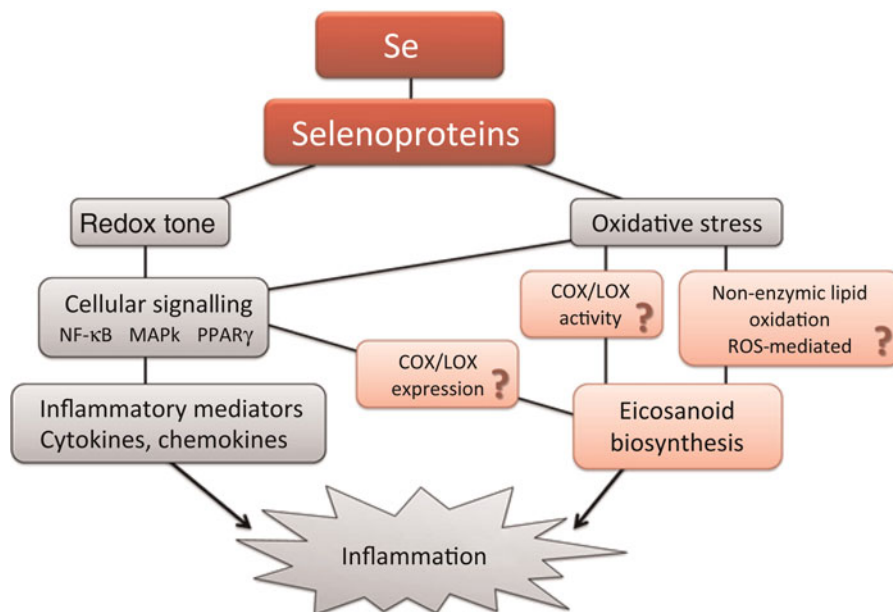 Se
Selenoproteins
Redox tone
Oxidative stress
Cellular signalling
NF-κB MAPk PPARγ
COX/LOX
activity ?
Non-enzymic lipid
oxidation
ROS-mediated ?
COX/LOX
expression ?
Inflammatory mediators
Cytokines, chemokines
Eicosanoid
biosynthesis
Inflammation